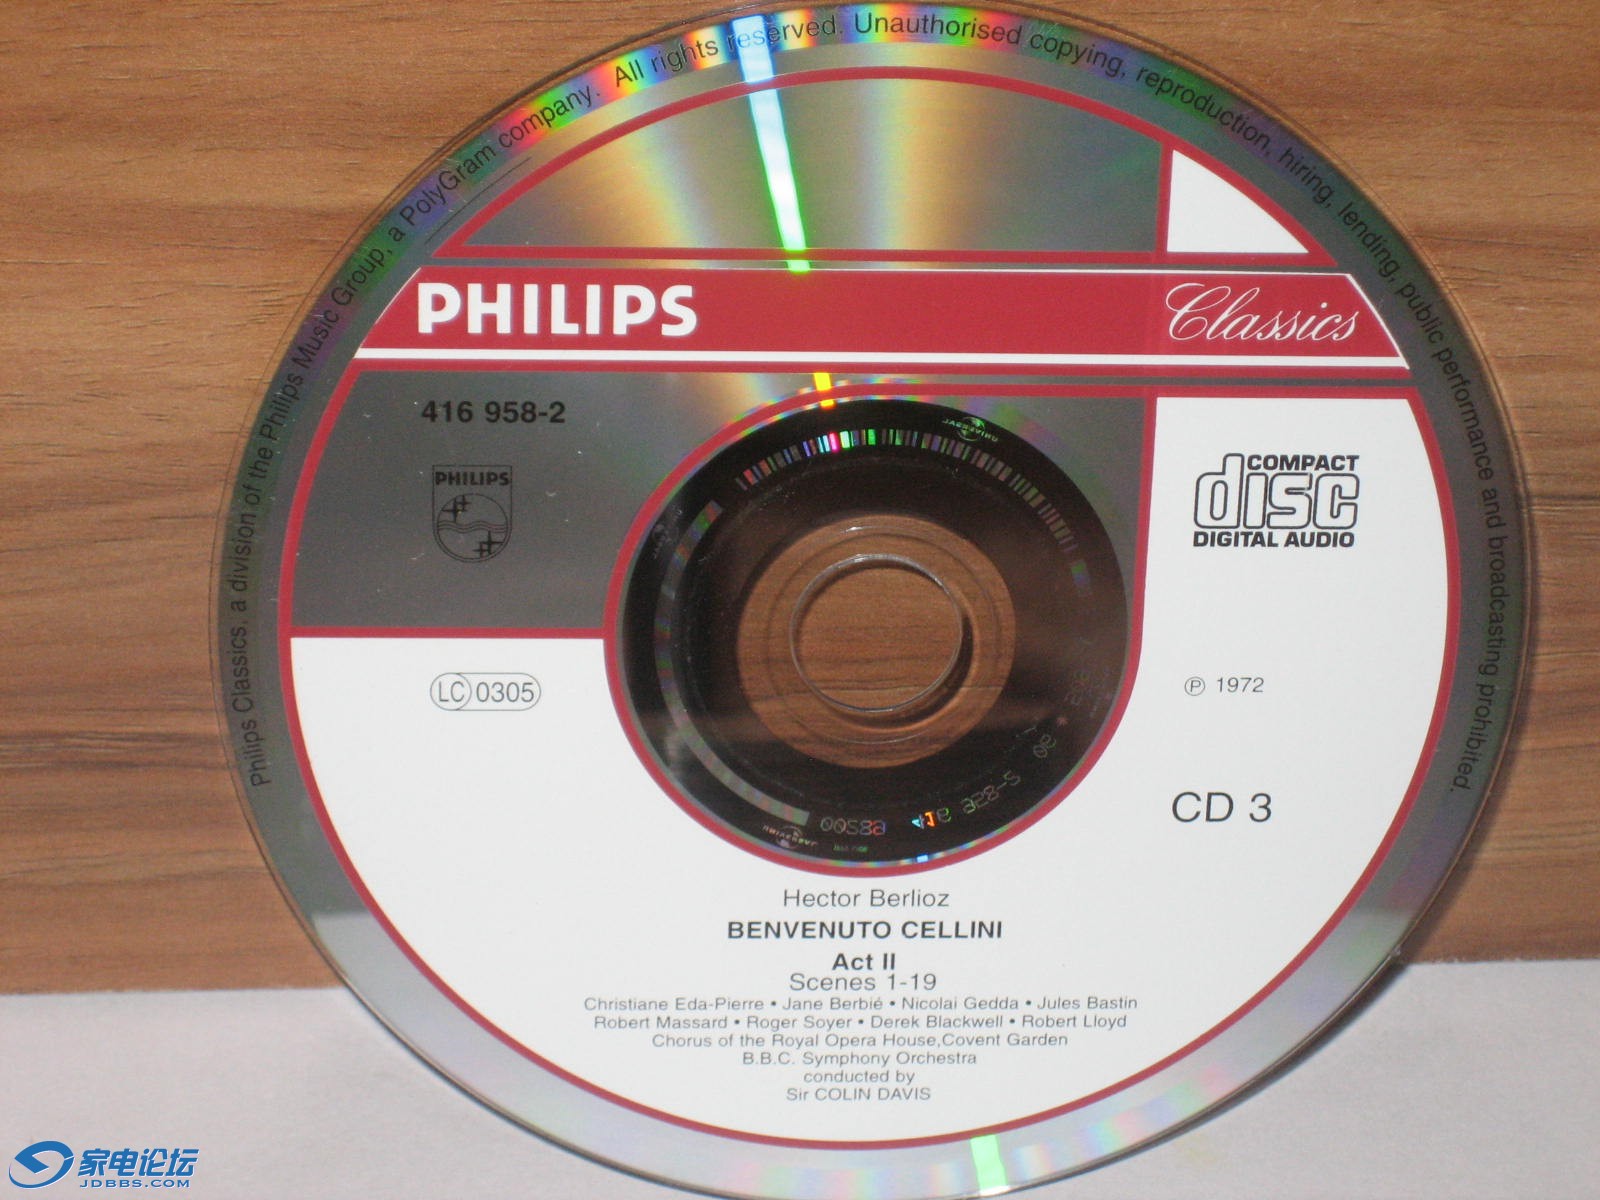 Philips Classics, a division of the Philips Music Group, a PolyGram company. All rights reserved. Unauthorised copying, reproduction, hiring, lending, public performance and broadcasting prohibited.
PHILIPS Classics
416 958-2
PHILIPS
COMPACT
disc
DIGITAL AUDIO
LC 0305
℗ 1972
CD 3
UNIVERSAL
UNIVERSAL
Hector Berlioz
BENVENUTO CELLINI
Act II
Scenes 1-19
Christiane Eda-Pierre • Jane Berbié • Nicolai Gedda • Jules Bastin
Robert Massard • Roger Soyer • Derek Blackwell • Robert Lloyd
Chorus of the Royal Opera House,Covent Garden
B.B.C. Symphony Orchestra
conducted by
Sir COLIN DAVIS
家电论坛
JDBBS.COM